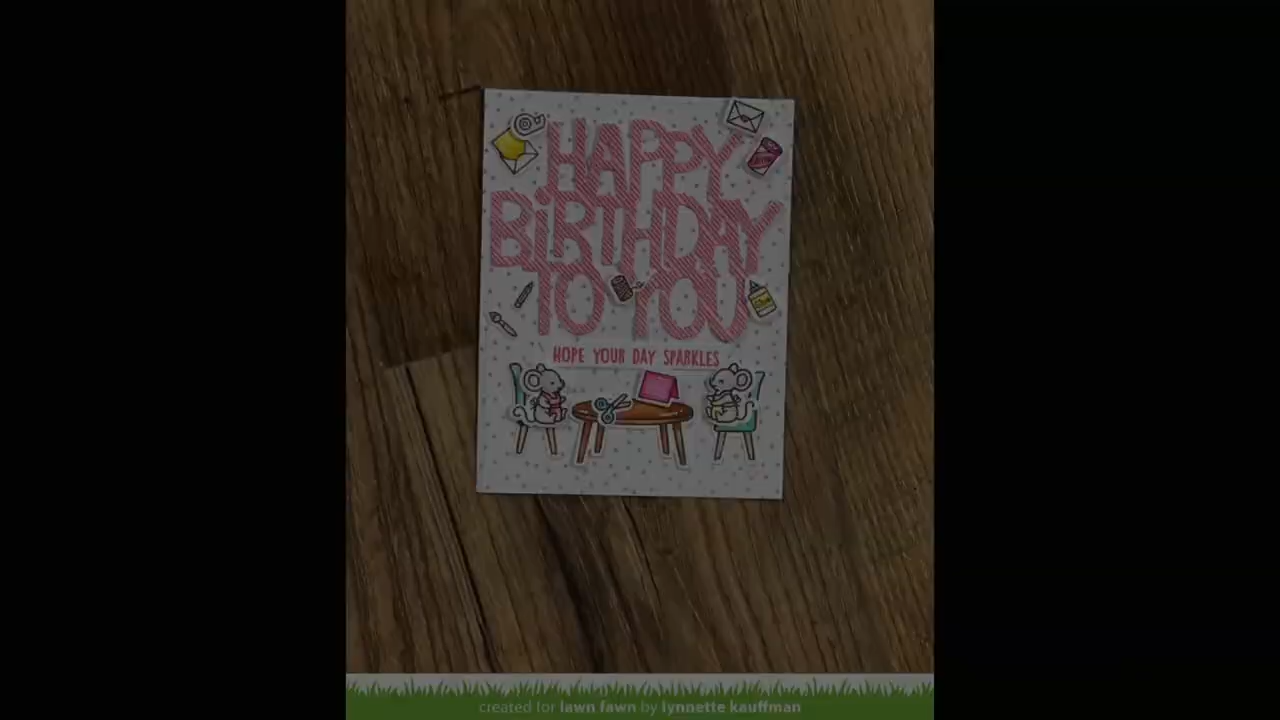 HAPPY
BiRTHDAY
TO YOU
HOPE YOUR DAY SPARKLES
created for lawn fawn by lynnette kauffman